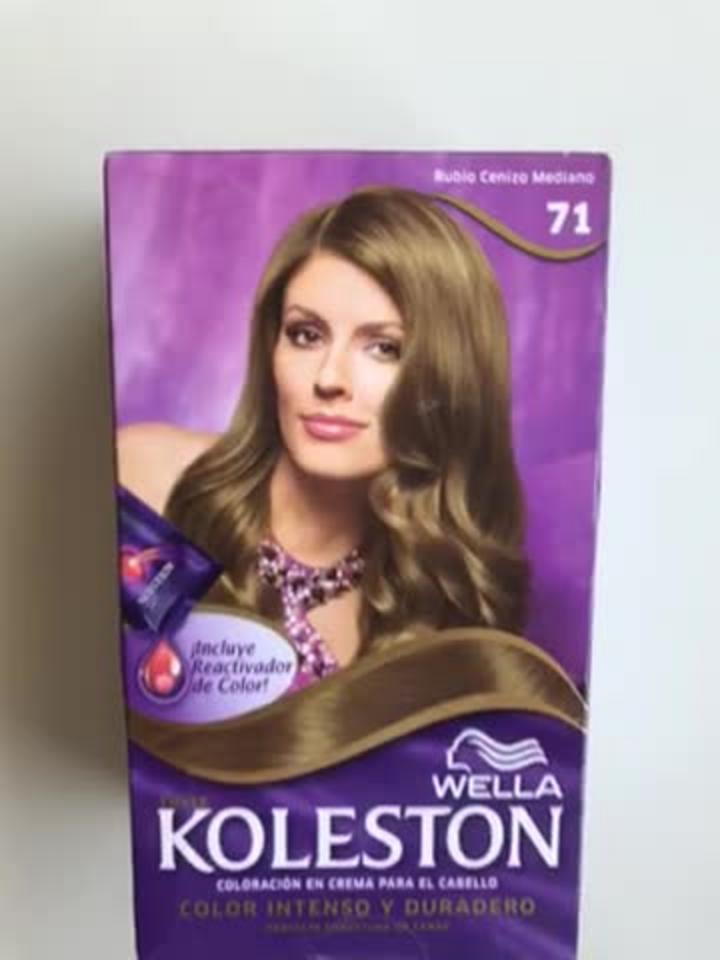 Rubio Cenizo Mediano
71
¡Incluye
Reactivador
de Color!
WELLA
KOLESTON
COLORACIÓN EN CREMA PARA EL CABELLO
COLOR INTENSO Y DURADERO